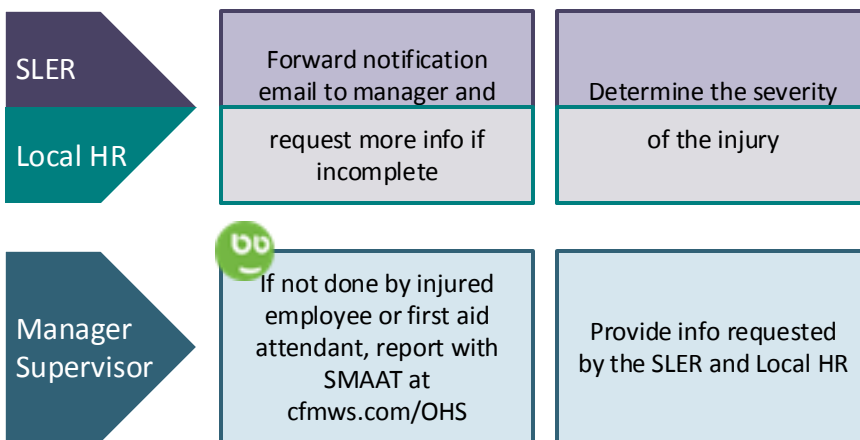 SLER
Local HR
Forward notification
email to manager and
request more info if
incomplete
Determine the severity
of the injury
Manager
Supervisor
If not done by injured
employee or first aid
attendant, report with
SMAAT at
cfmws.com/OHS
Provide info requested
by the SLER and Local HR